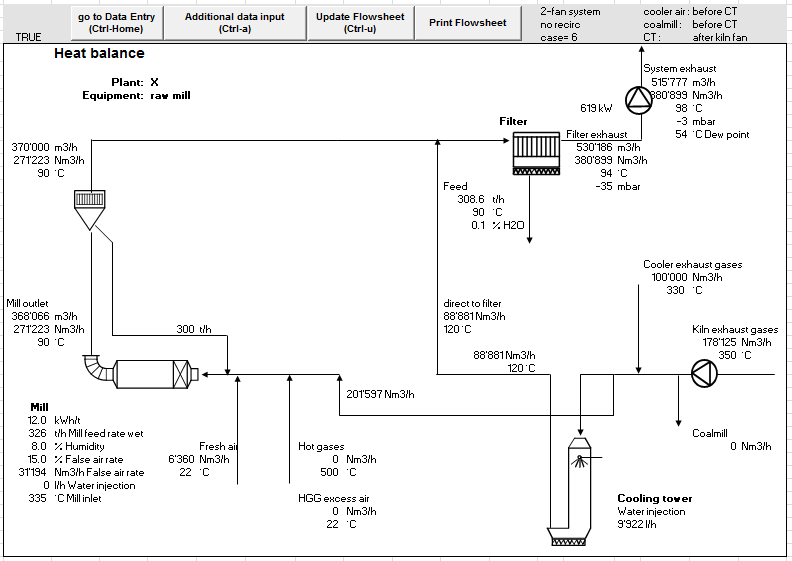 go to Data Entry
(Ctrl-Home)
Additional data input
(Ctrl-a)
Update Flowsheet
(Ctrl-u)
Print Flowsheet
2-fan system
no recirc
case= 6
cooler air: before CT
coalmill: before CT
CT: after kiln fan
TRUE
Heat balance
Plant: X
Equipment: raw mill
System exhaust
515'777 m3/h
380'899 Nm3/h
98 °C
-3 mbar
54 °C Dew point
619 kW
Filter
Filter exhaust
530'186 m3/h
380'899 Nm3/h
94 °C
-35 mbar
370'000 m3/h
271'223 Nm3/h
90 °C
Feed
308.6 t/h
90 °C
0.1 % H2O
Cooler exhaust gases
100'000 Nm3/h
330 °C
Mill outlet
368'066 m3/h
271'223 Nm3/h
90 °C
300 t/h
direct to filter
88'881 Nm3/h
120 °C
Kiln exhaust gases
178'125 Nm3/h
350 °C
88'881 Nm3/h
120 °C
201'597 Nm3/h
Mill
12.0 kWh/t
326 t/h Mill feed rate wet
8.0 % Humidity
15.0 % False air rate
31'194 Nm3/h False air rate
0 l/h Water injection
335 °C Mill inlet
Fresh air
6'360 Nm3/h
22 °C
Hot gases
0 Nm3/h
500 °C
HGG excess air
0 Nm3/h
22 °C
Coalmill
0 Nm3/h
Cooling tower
Water injection
9'922 l/h